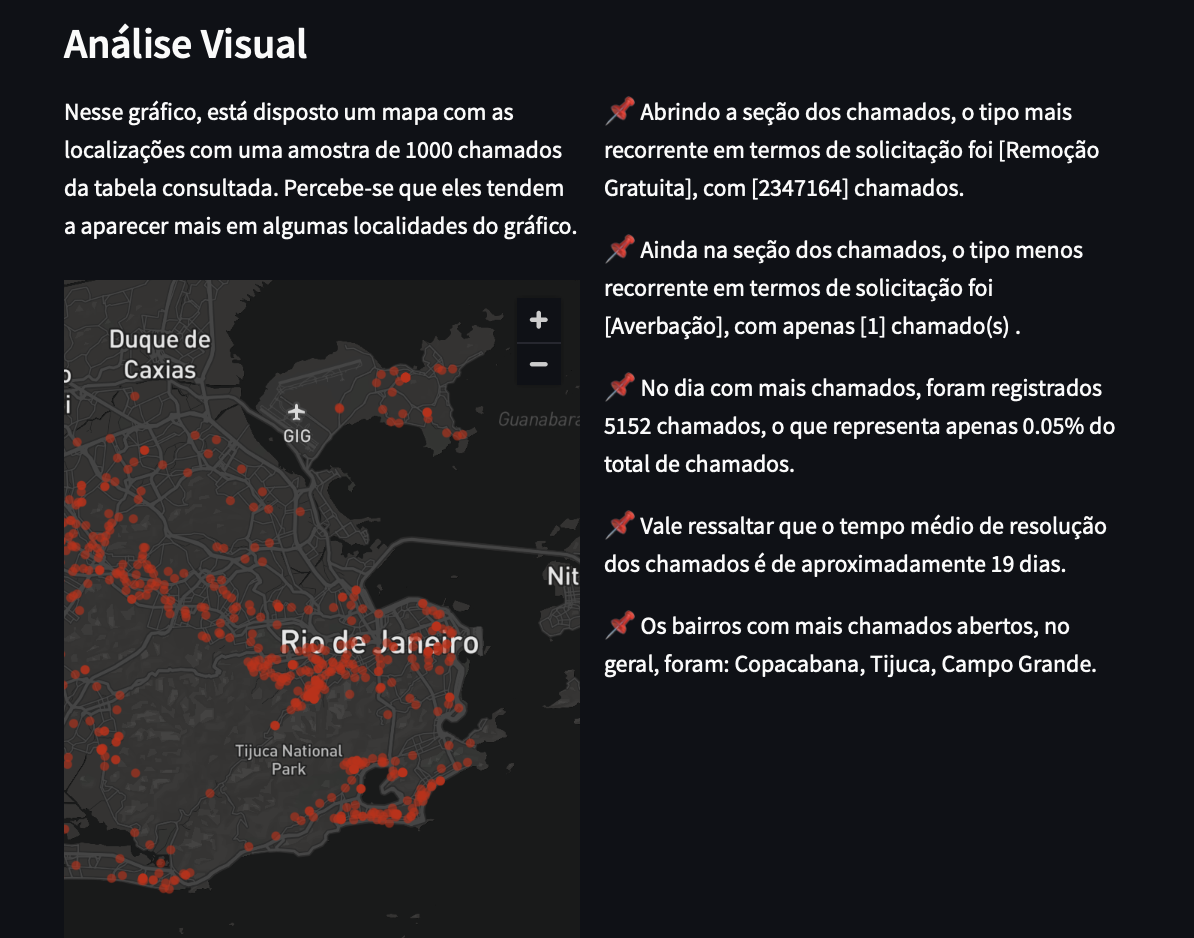 Análise Visual
Nesse gráfico, está disposto um mapa com as
localizações com uma amostra de 1000 chamados
da tabela consultada. Percebe-se que eles tendem
a aparecer mais em algumas localidades do gráfico.
Duque de
Caxias
o
i
GIG
Guanabara
Nit
Rio de Janeiro
Tijuca National
Park
+
−
📌 Abrindo a seção dos chamados, o tipo mais
recorrente em termos de solicitação foi [Remoção
Gratuita], com [2347164] chamados.
📌 Ainda na seção dos chamados, o tipo menos
recorrente em termos de solicitação foi
[Averbação], com apenas [1] chamado(s) .
📌 No dia com mais chamados, foram registrados
5152 chamados, o que representa apenas 0.05% do
total de chamados.
📌 Vale ressaltar que o tempo médio de resolução
dos chamados é de aproximadamente 19 dias.
📌 Os bairros com mais chamados abertos, no
geral, foram: Copacabana, Tijuca, Campo Grande.